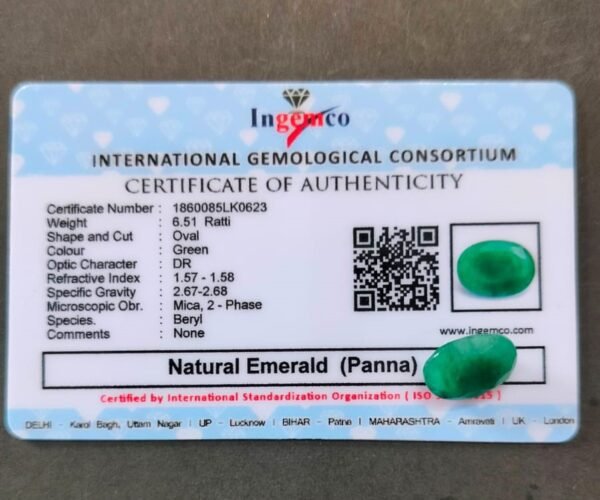 Ingemco
INTERNATIONAL GEMOLOGICAL CONSORTIUM
CERTIFICATE OF AUTHENTICITY
Certificate Number : 1860085LK0623
Weight : 6.51 Ratti
Shape and Cut : Oval
Colour : Green
Optic Character : DR
Refractive Index : 1.57 - 1.58
Specific Gravity : 2.67-2.68
Microscopic Obr. : Mica, 2 - Phase
Species. : Beryl
Comments : None
www.ingemco.com
Natural Emerald (Panna)
Certified by International Standardization Organization ( ISO
DELHI - Karol Bagh, Uttam Nagar | UP - Lucknow | BIHAR - Patna | MAHARASHTRA - Amravati | UK - London